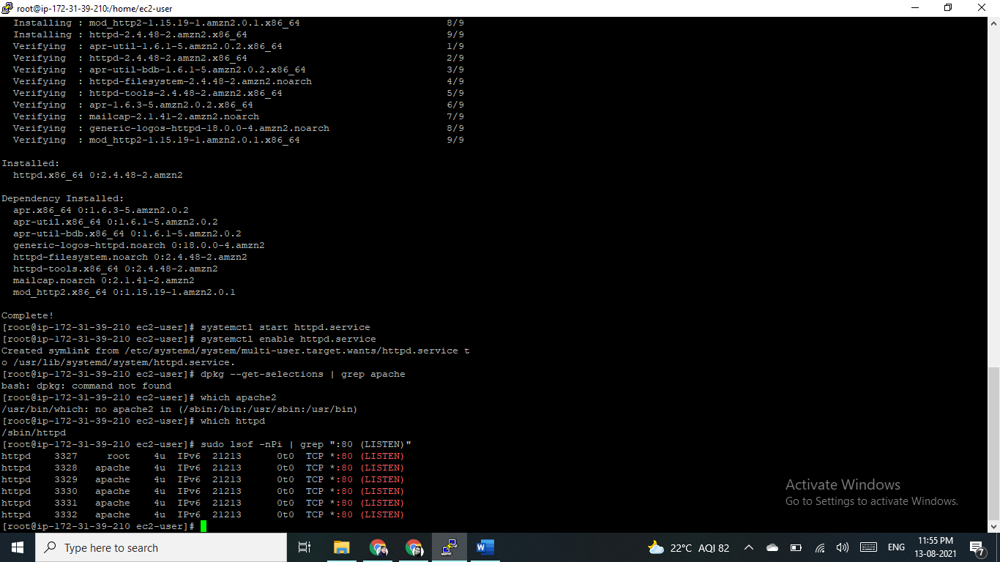 root@ip-172-31-39-210:/home/ec2-user
Installing : mod_http2-1.15.19-1.amzn2.0.1.x86_64 8/9
Installing : httpd-2.4.48-2.amzn2.x86_64 9/9
Verifying : apr-util-1.6.1-5.amzn2.0.2.x86_64 1/9
Verifying : httpd-2.4.48-2.amzn2.x86_64 2/9
Verifying : apr-util-bdb-1.6.1-5.amzn2.0.2.x86_64 3/9
Verifying : httpd-filesystem-2.4.48-2.amzn2.noarch 4/9
Verifying : httpd-tools-2.4.48-2.amzn2.x86_64 5/9
Verifying : apr-1.6.3-5.amzn2.0.2.x86_64 6/9
Verifying : mailcap-2.1.41-2.amzn2.noarch 7/9
Verifying : generic-logos-httpd-18.0.0-4.amzn2.noarch 8/9
Verifying : mod_http2-1.15.19-1.amzn2.0.1.x86_64 9/9
Installed:
httpd.x86_64 0:2.4.48-2.amzn2
Dependency Installed:
apr.x86_64 0:1.6.3-5.amzn2.0.2
apr-util.x86_64 0:1.6.1-5.amzn2.0.2
apr-util-bdb.x86_64 0:1.6.1-5.amzn2.0.2
generic-logos-httpd.noarch 0:18.0.0-4.amzn2
httpd-filesystem.noarch 0:2.4.48-2.amzn2
httpd-tools.x86_64 0:2.4.48-2.amzn2
mailcap.noarch 0:2.1.41-2.amzn2
mod_http2.x86_64 0:1.15.19-1.amzn2.0.1
Complete!
[root@ip-172-31-39-210 ec2-user]# systemctl start httpd.service
[root@ip-172-31-39-210 ec2-user]# systemctl enable httpd.service
Created symlink from /etc/systemd/system/multi-user.target.wants/httpd.service t
o /usr/lib/systemd/system/httpd.service.
[root@ip-172-31-39-210 ec2-user]# dpkg --get-selections | grep apache
bash: dpkg: command not found
[root@ip-172-31-39-210 ec2-user]# which apache2
/usr/bin/which: no apache2 in (/sbin:/bin:/usr/sbin:/usr/bin)
[root@ip-172-31-39-210 ec2-user]# which httpd
/sbin/httpd
[root@ip-172-31-39-210 ec2-user]# sudo lsof -nPi | grep ":80 (LISTEN)"
httpd 3327 root 4u IPv6 21213 0t0 TCP *:80 (LISTEN)
httpd 3328 apache 4u IPv6 21213 0t0 TCP *:80 (LISTEN)
httpd 3329 apache 4u IPv6 21213 0t0 TCP *:80 (LISTEN)
httpd 3330 apache 4u IPv6 21213 0t0 TCP *:80 (LISTEN)
httpd 3331 apache 4u IPv6 21213 0t0 TCP *:80 (LISTEN)
httpd 3332 apache 4u IPv6 21213 0t0 TCP *:80 (LISTEN)
[root@ip-172-31-39-210 ec2-user]#
Activate Windows
Go to Settings to activate Windows.
Type here to search
22°C AQI 82
ENG
11:55 PM
13-08-2021
7